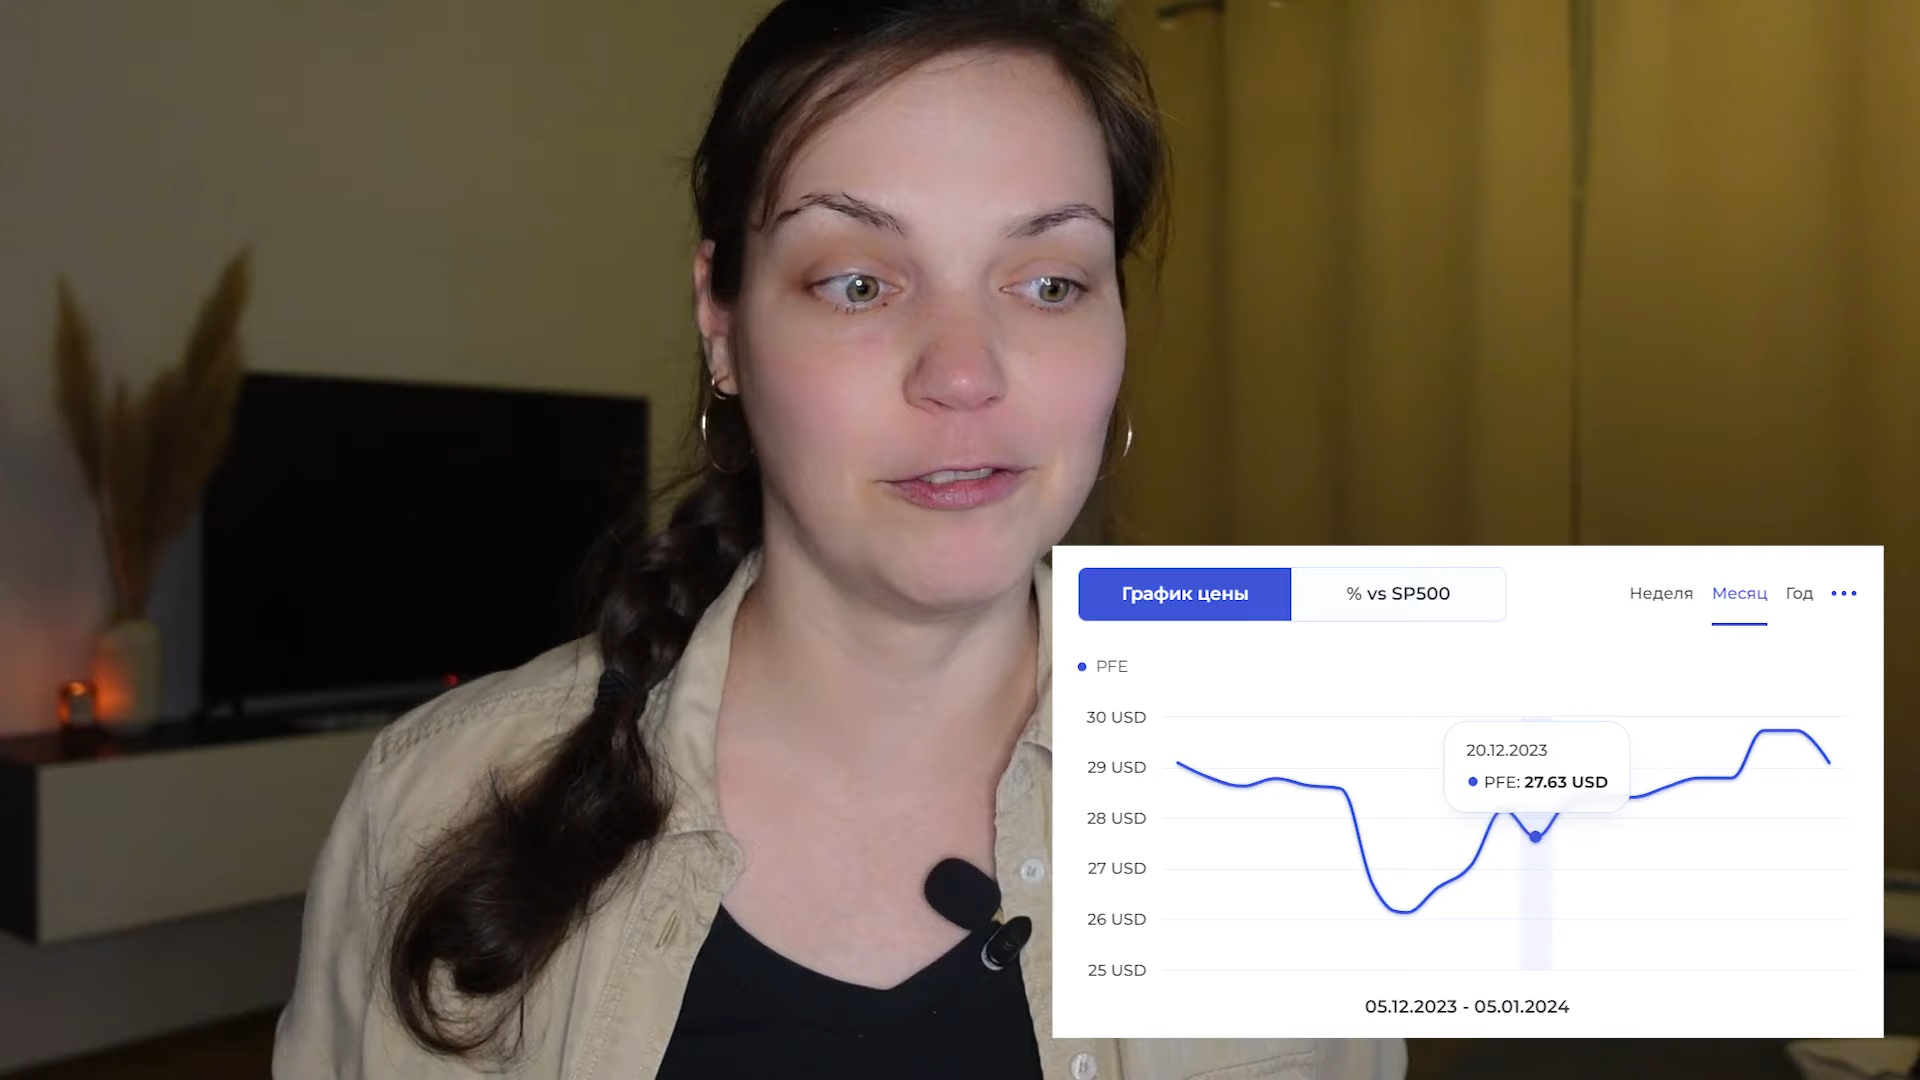 График цены
% vs SP500
Неделя Месяц Год
PFE
30 USD
29 USD
28 USD
27 USD
26 USD
25 USD
20.12.2023
PFE: 27.63 USD
05.12.2023 - 05.01.2024